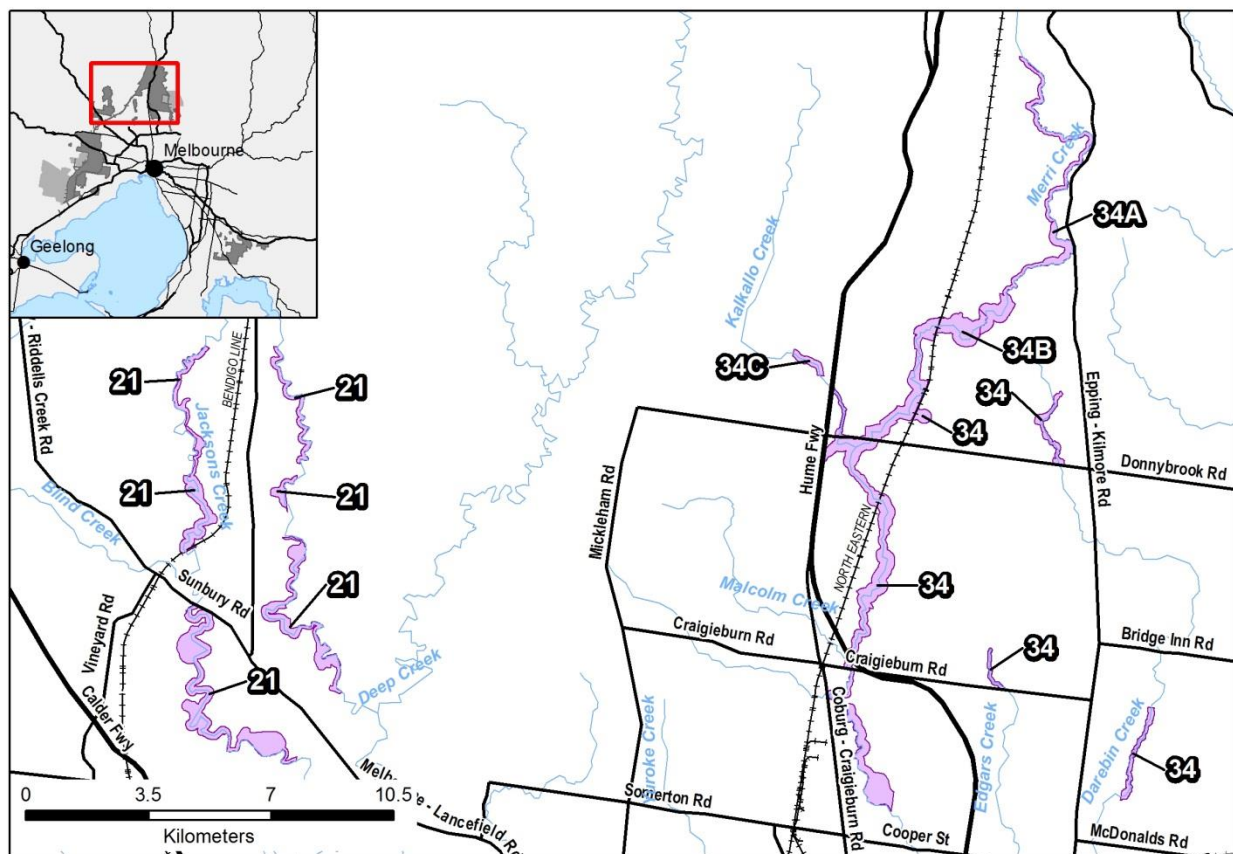 Melbourne
Geelong
Merri Creek
34A
Kalkallo Creek
- Riddells Creek Rd
BENDIGO LINE
21
21
34C
34B
34
34
Epping - Kilmore Rd
Jacksons Creek
Hume Fwy
Donnybrook Rd
Blind Creek
21
21
Mickleham Rd
NORTH EASTERN
Sunbury Rd
21
Malcolm Creek
34
Vineyard Rd
Craigieburn Rd
Craigieburn Rd
Bridge Inn Rd
21
Deep Creek
34
Calder Fwy
Coburg - Craigieburn Rd
Edgars Creek
Darebin Creek
34
0 3.5 7 10.5
Kilometers
- Lancefield Rd
Somerton Rd
Cooper St
McDonalds Rd